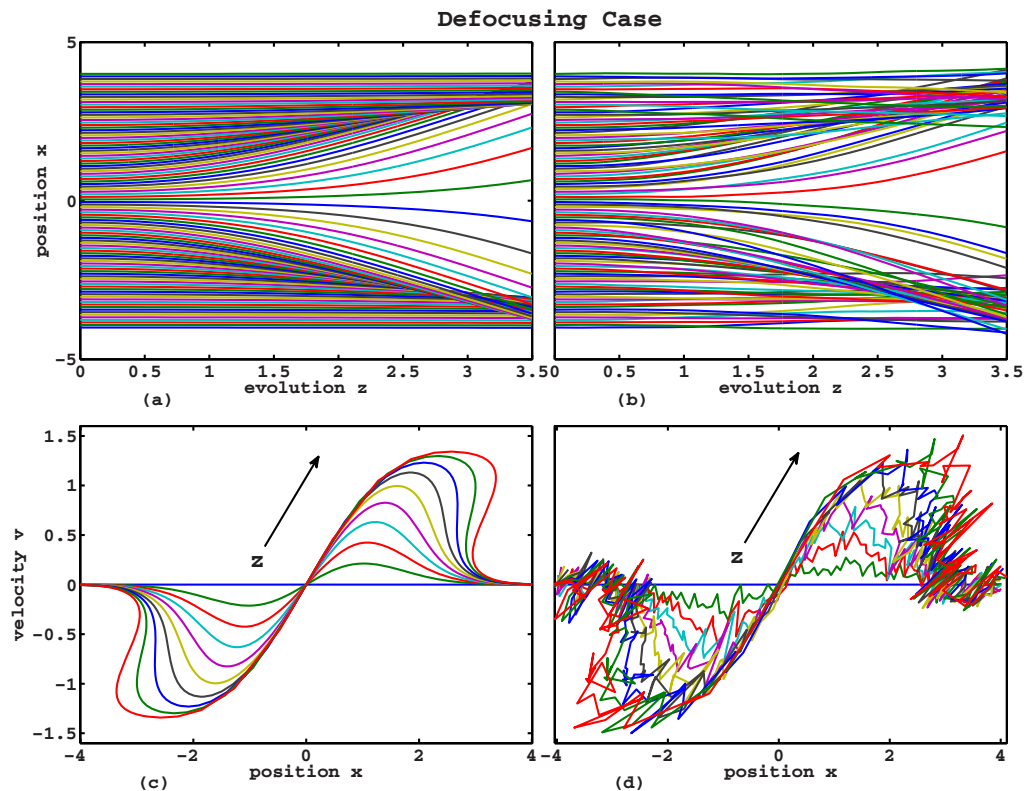 Defocusing Case
5
0
-5
position x
0
0.5
1
1.5
2
2.5
3
3.5
evolution z
(a)
0
0.5
1
1.5
2
2.5
3
3.5
evolution z
(b)
1.5
1
0.5
0
-0.5
-1
-1.5
velocity v
z
-4
-2
0
2
4
position x
(c)
z
-4
-2
0
2
4
position x
(d)